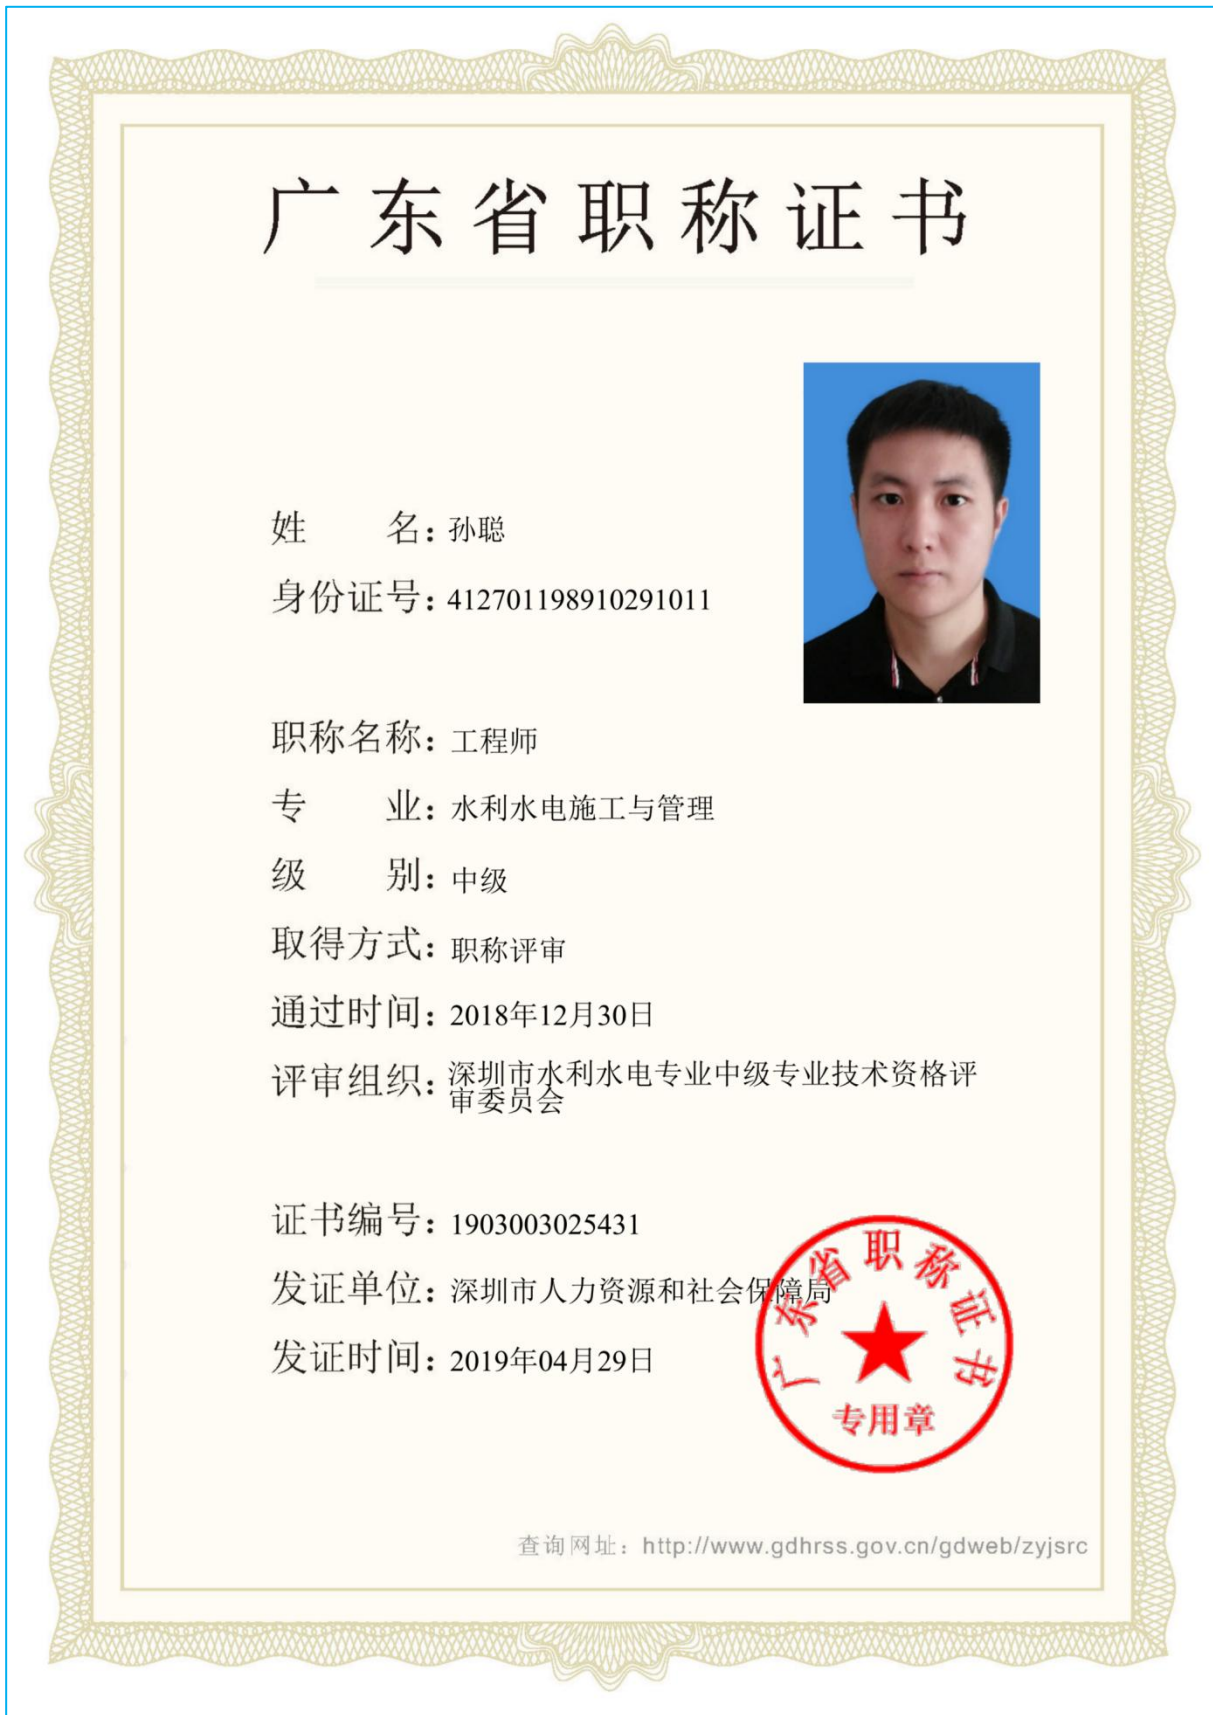 广东省职称证书
姓 名：孙聪
身份证号：412701198910291011
职称名称：工程师
专 业：水利水电施工与管理
级 别：中级
取得方式：职称评审
通过时间：2018年12月30日
评审组织：深圳市水利水电专业中级专业技术资格评
审委员会
证书编号：1903003025431
发证单位：深圳市人力资源和社会保障局
发证时间：2019年04月29日
广东省职称证书
专用章
查询网址：http://www.gdhrss.gov.cn/gdweb/zyjsrc